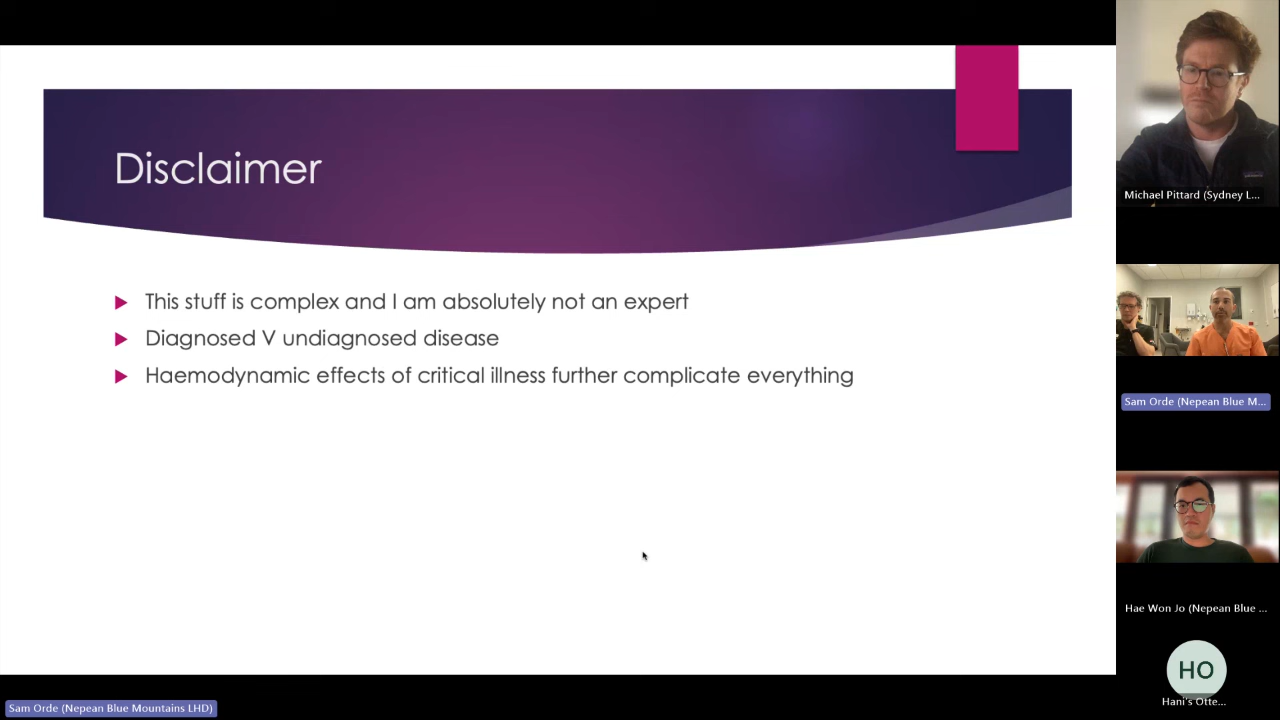 Disclaimer
This stuff is complex and I am absolutely not an expert
Diagnosed V undiagnosed disease
Haemodynamic effects of critical illness further complicate everything
Michael Pittard (Sydney L...
Sam Orde (Nepean Blue M...
Hae Won Jo (Nepean Blue ...
HO
Hani's Otte...
Sam Orde (Nepean Blue Mountains LHD)